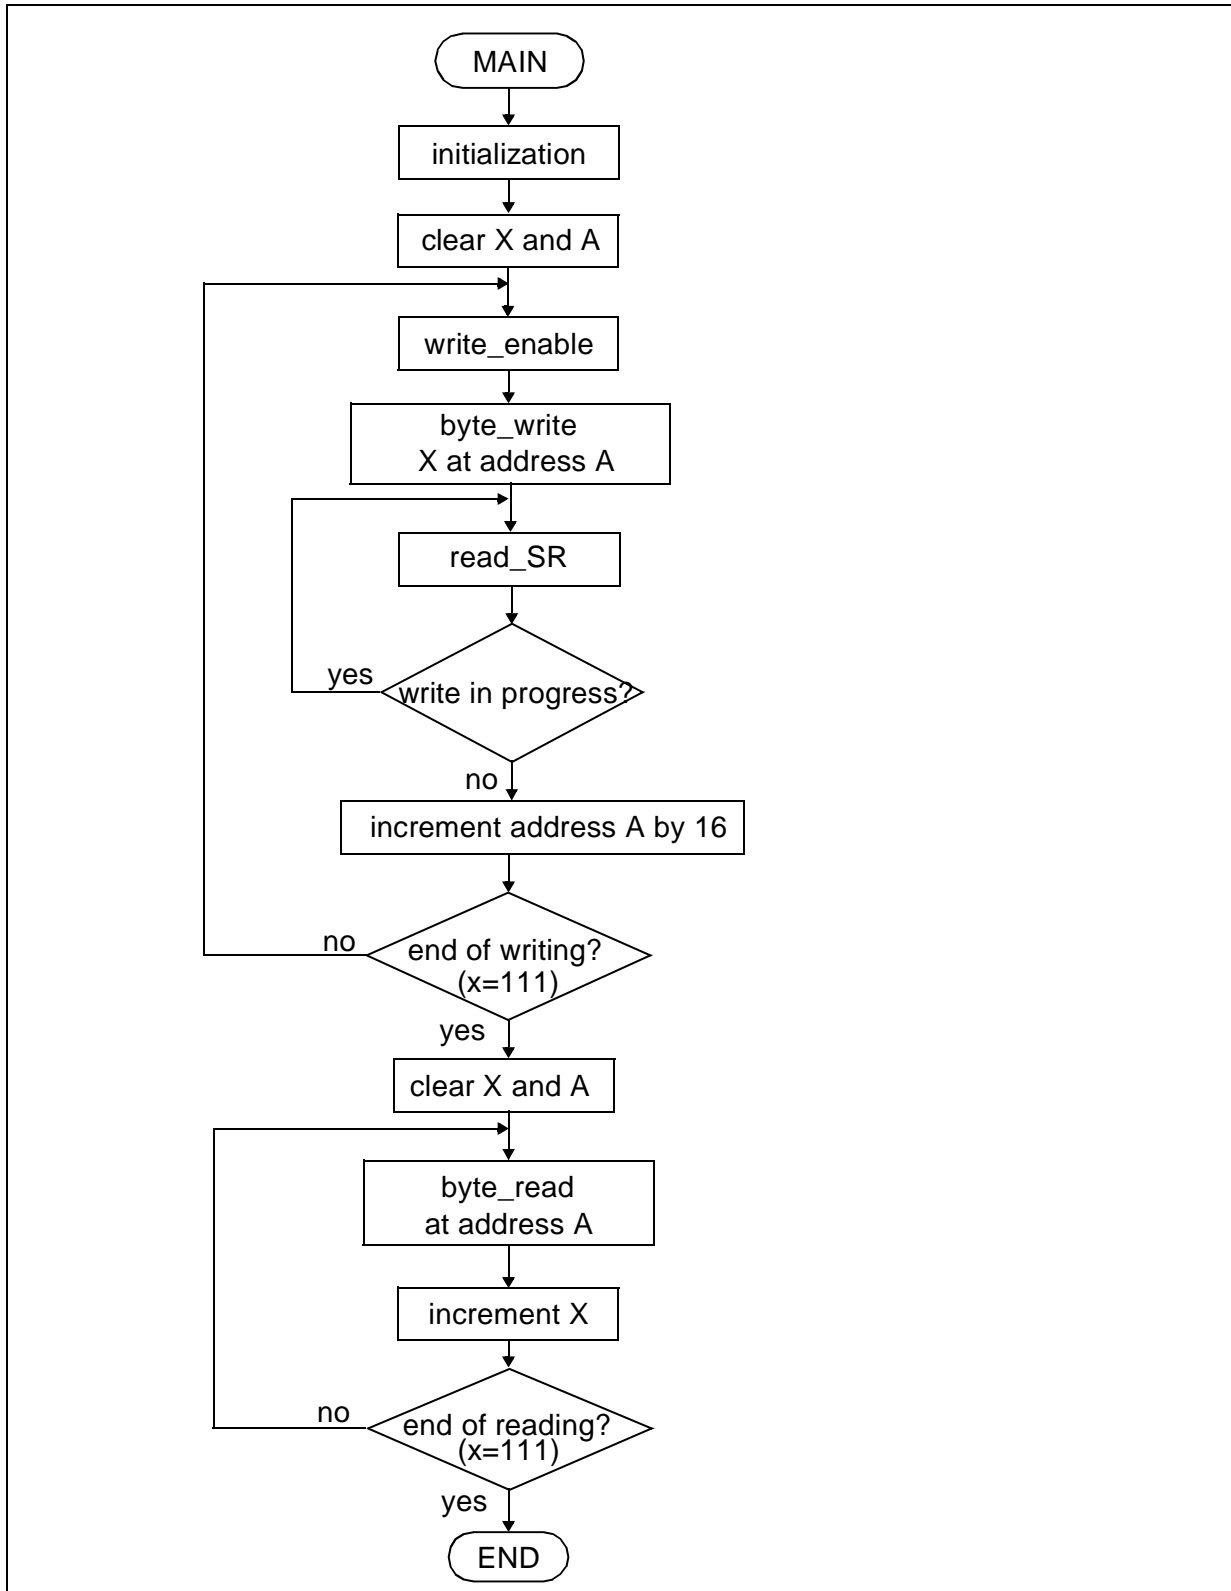 MAIN
initialization
clear X and A
write_enable
byte_write
X at address A
read_SR
yes
write in progress?
no
increment address A by 16
no
end of writing?
(x=111)
yes
clear X and A
byte_read
at address A
increment X
no
end of reading?
(x=111)
yes
END